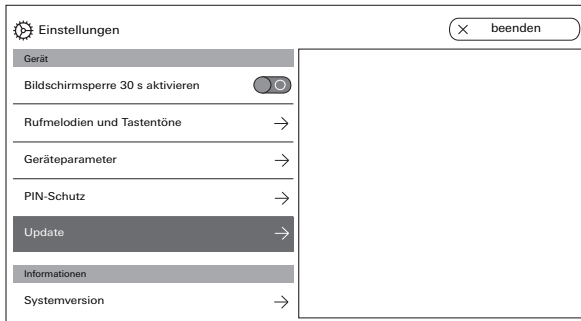 Einstellungen
beenden
Gerät
Bildschirmsperre 30 s aktivieren
Rufmelodien und Tastentöne
Geräteparameter
PIN-Schutz
Update
Informationen
Systemversion